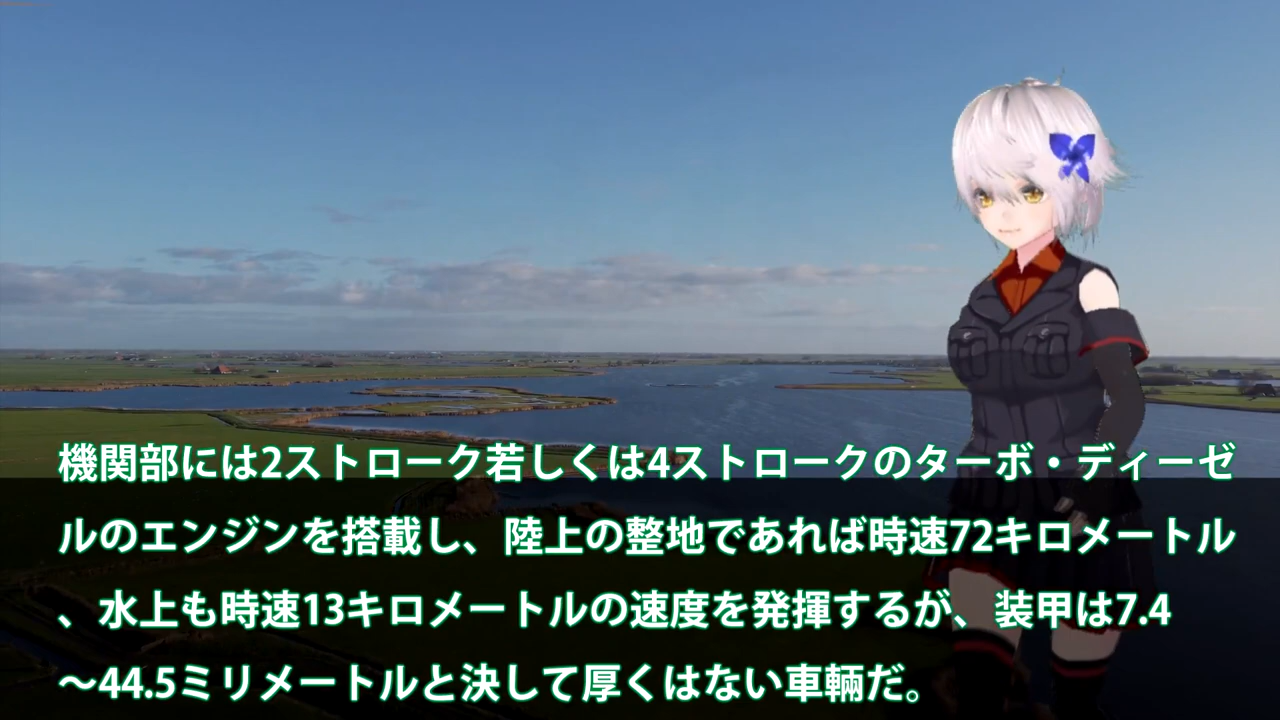 機関部には2ストローク若しくは4ストロークのターボ・ディーゼ
ルのエンジンを搭載し、陸上の整地であれば時速72キロメートル
、水上も時速13キロメートルの速度を発揮するが、装甲は7.4
～44.5ミリメートルと決して厚くはない車輛だ。